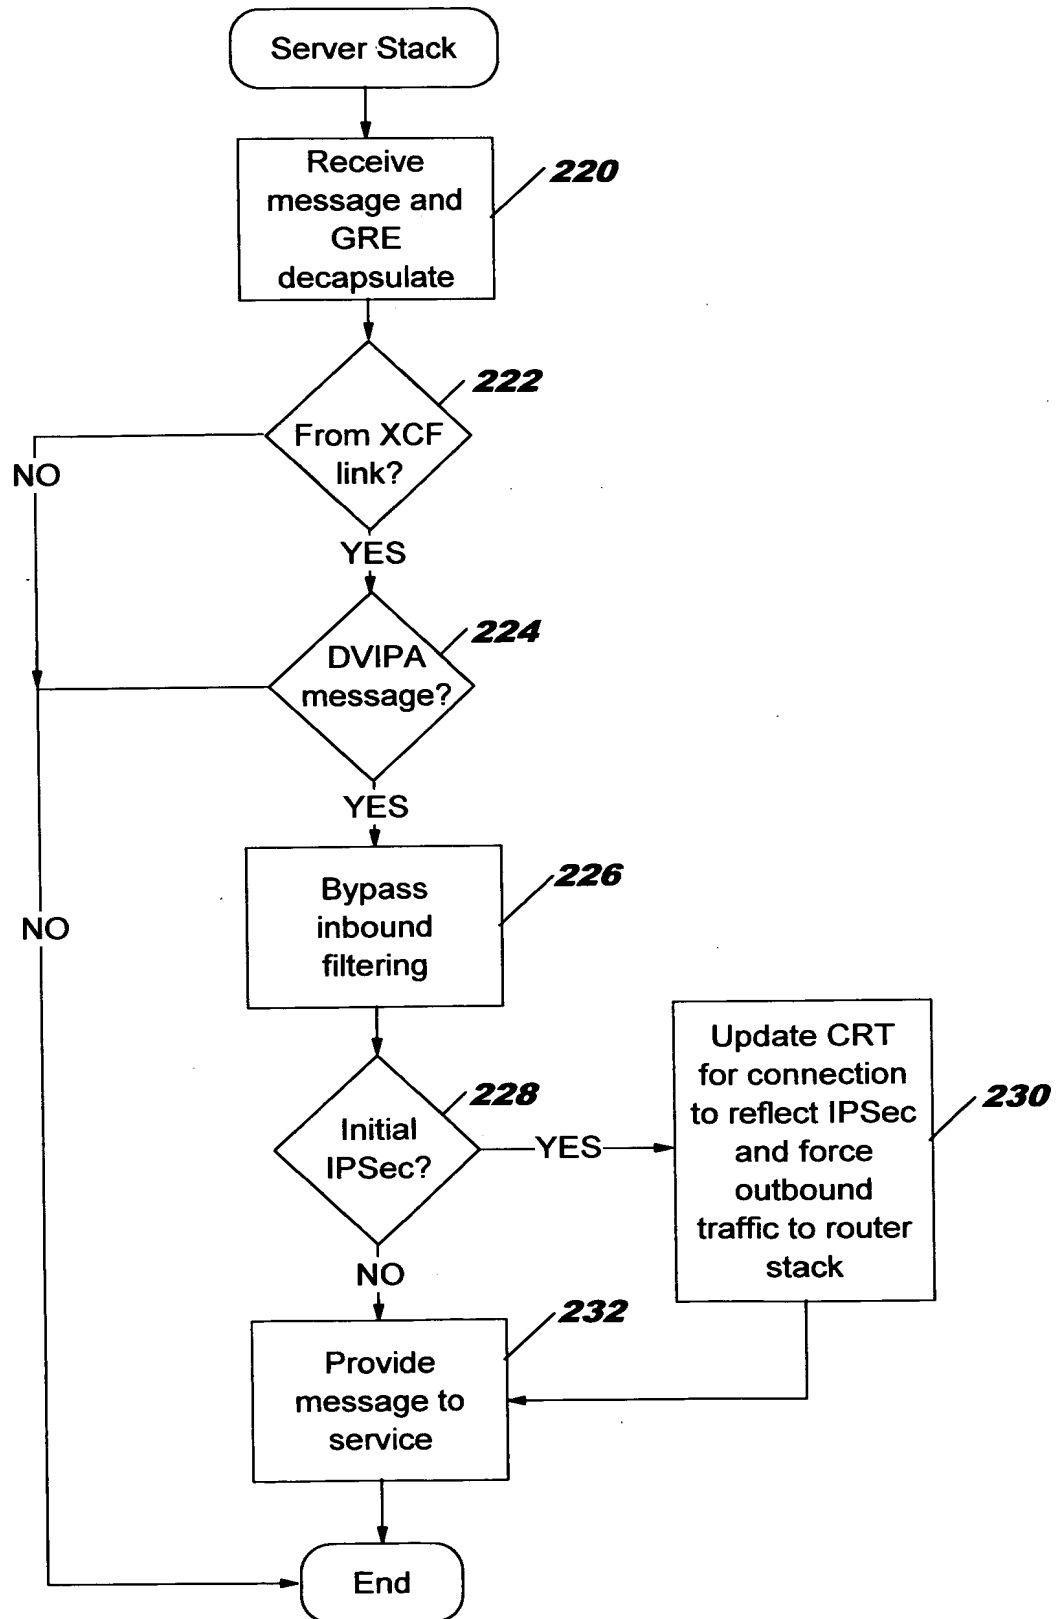 Server Stack
Receive
message and
GRE
decapsulate
220
222
From XCF
link?
NO
YES
224
DVIPA
message?
YES
226
Bypass
inbound
filtering
NO
228
Initial
IPSec?
YES
Update CRT
for connection
to reflect IPSec
and force
outbound
traffic to router
stack
230
NO
232
Provide
message to
service
End